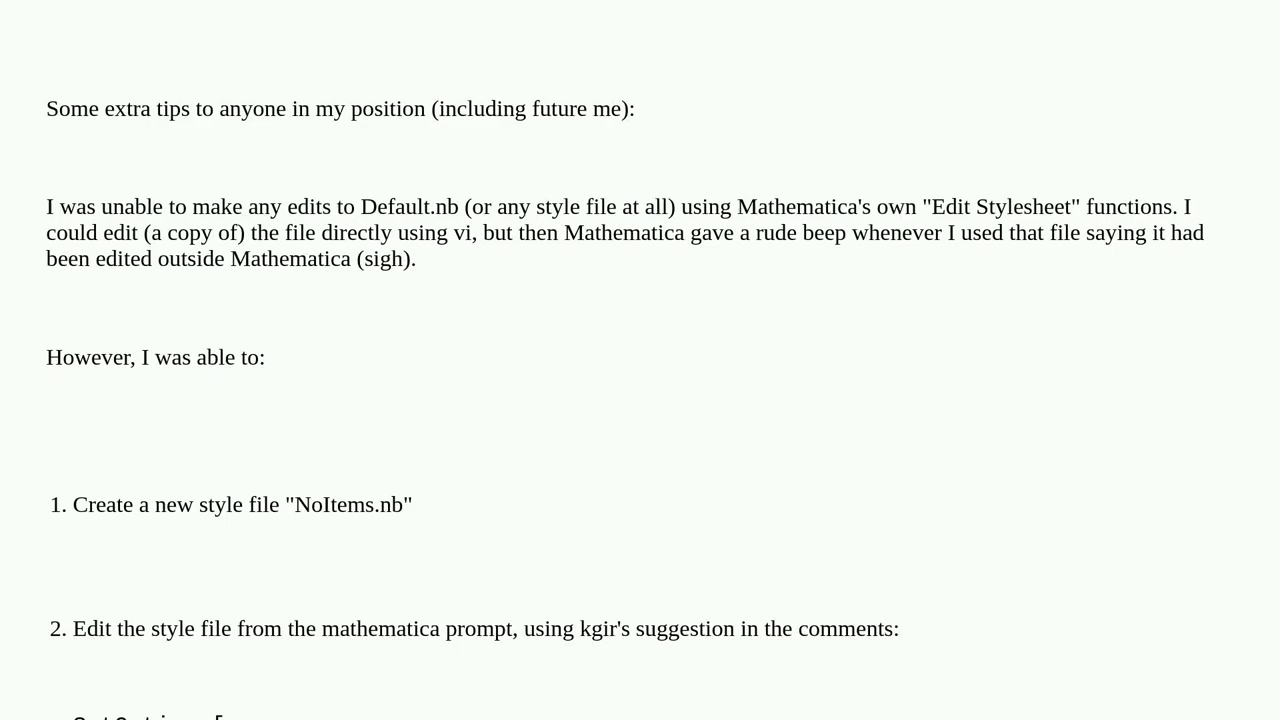 Some extra tips to anyone in my position (including future me):
I was unable to make any edits to Default.nb (or any style file at all) using Mathematica's own "Edit Stylesheet" functions. I
could edit (a copy of) the file directly using vi, but then Mathematica gave a rude beep whenever I used that file saying it had
been edited outside Mathematica (sigh).
However, I was able to:
1. Create a new style file "NoItems.nb"
2. Edit the style file from the mathematica prompt, using kgir's suggestion in the comments: